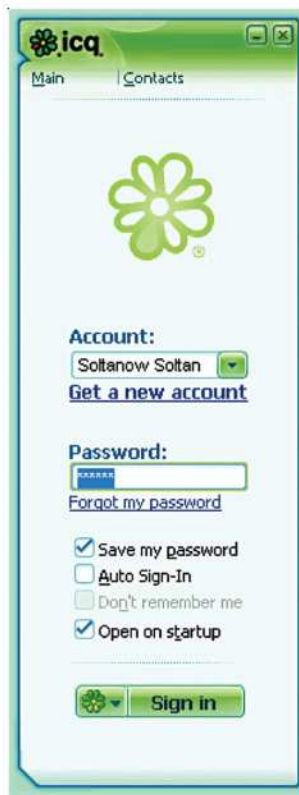 icq
Main Contacts
®
Account:
Soltanow Soltan
Get a new account
Password:
******
Forgot my password
Save my password
Auto Sign-In
Don't remember me
Open on startup
Sign in